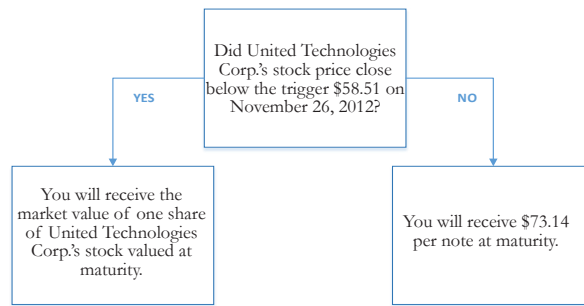 Did United Technologies
Corp.'s stock price close
below the trigger $58.51 on
November 26, 2012?
YES
NO
You will receive the
market value of one share
of United Technologies
Corp.'s stock valued at
maturity.
You will receive $73.14
per note at maturity.